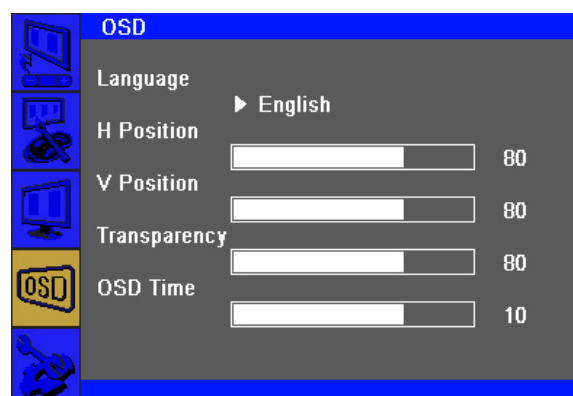 OSD
Language
English
H Position
80
V Position
80
Transparency
80
OSD
OSD Time
10